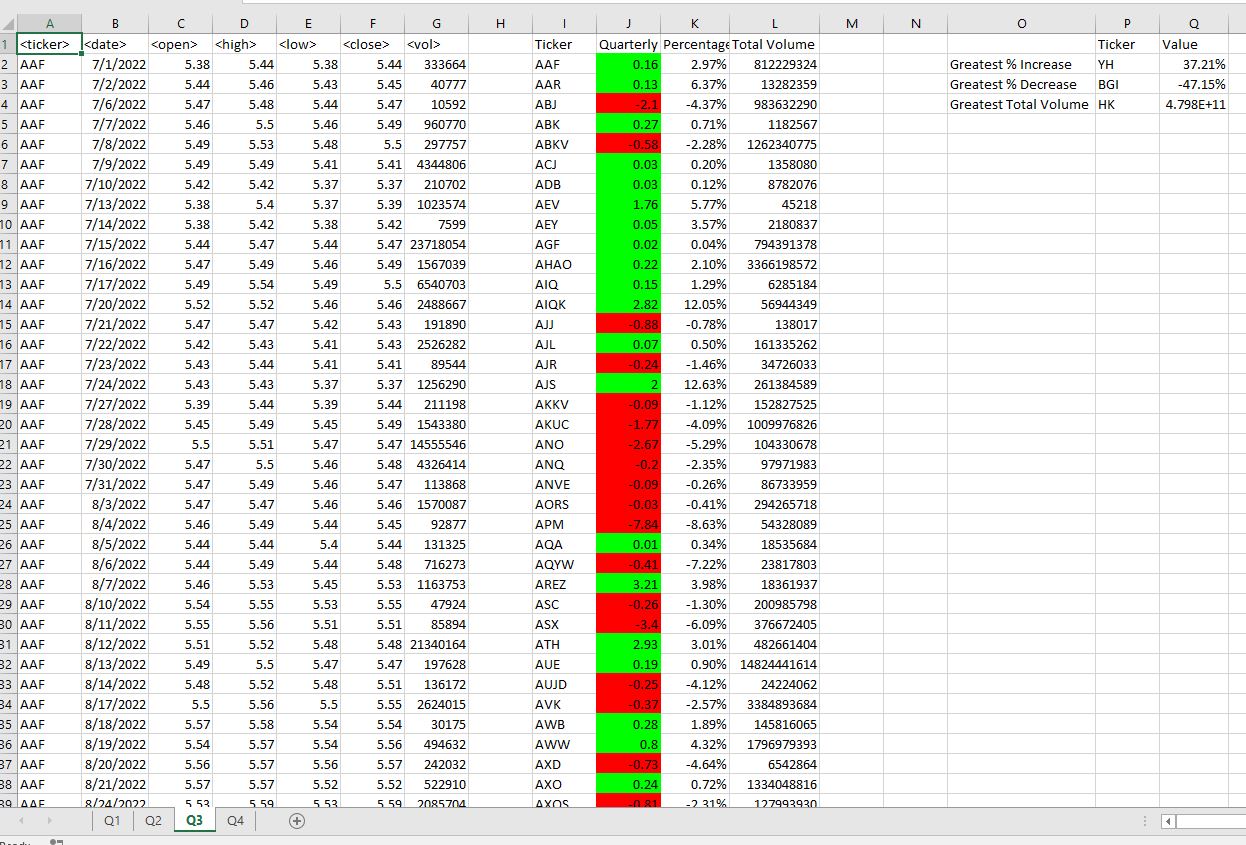 A B C D E F G H I J K L M N O P Q
1 <ticker> <date> <open> <high> <low> <close> <vol> Ticker Quarterly Percentage Total Volume Ticker Value
2 AAF 7/1/2022 5.38 5.44 5.38 5.44 333664 AAF 0.16 2.97% 812229324 Greatest % Increase YH 37.21%
3 AAF 7/2/2022 5.44 5.46 5.43 5.45 40777 AAR 0.13 6.37% 13282359 Greatest % Decrease BGI -47.15%
4 AAF 7/6/2022 5.47 5.48 5.44 5.47 10592 ABJ -2.1 -4.37% 983632290 Greatest Total Volume HK 4.798E+11
5 AAF 7/7/2022 5.46 5.5 5.46 5.49 960770 ABK 0.27 0.71% 1182567
6 AAF 7/8/2022 5.49 5.53 5.48 5.5 297757 ABKV -0.58 -2.28% 1262340775
7 AAF 7/9/2022 5.49 5.49 5.41 5.41 4344806 ACJ 0.03 0.20% 1358080
8 AAF 7/10/2022 5.42 5.42 5.37 5.37 210702 ADB 0.03 0.12% 8782076
9 AAF 7/13/2022 5.38 5.4 5.37 5.39 1023574 AEV 1.76 5.77% 45218
10 AAF 7/14/2022 5.38 5.42 5.38 5.42 7599 AEY 0.05 3.57% 2180837
11 AAF 7/15/2022 5.44 5.47 5.44 5.47 23718054 AGF 0.02 0.04% 794391378
12 AAF 7/16/2022 5.47 5.49 5.46 5.49 1567039 AHAO 0.22 2.10% 3366198572
13 AAF 7/17/2022 5.49 5.54 5.49 5.5 6540703 AIQ 0.15 1.29% 6285184
14 AAF 7/20/2022 5.52 5.52 5.46 5.46 2488667 AIQK 2.82 12.05% 56944349
15 AAF 7/21/2022 5.47 5.47 5.42 5.43 191890 AJJ -0.88 -0.78% 138017
16 AAF 7/22/2022 5.42 5.43 5.41 5.43 2526282 AJL 0.07 0.50% 161335262
17 AAF 7/23/2022 5.43 5.44 5.41 5.41 89544 AJR -0.24 -1.46% 34726033
18 AAF 7/24/2022 5.43 5.43 5.37 5.37 1256290 AJS 2 12.63% 261384589
19 AAF 7/27/2022 5.39 5.44 5.39 5.44 211198 AKKV -0.09 -1.12% 152827525
20 AAF 7/28/2022 5.45 5.49 5.45 5.49 1543380 AKUC -1.77 -4.09% 1009976826
21 AAF 7/29/2022 5.5 5.51 5.47 5.47 14555546 ANO -2.67 -5.29% 104330678
22 AAF 7/30/2022 5.47 5.5 5.46 5.48 4326414 ANQ -0.2 -2.35% 97971983
23 AAF 7/31/2022 5.47 5.49 5.46 5.47 113868 ANVE -0.09 -0.26% 86733959
24 AAF 8/3/2022 5.47 5.47 5.46 5.46 1570087 AORS -0.03 -0.41% 294265718
25 AAF 8/4/2022 5.46 5.49 5.44 5.45 92877 APM -7.84 -8.63% 54328089
26 AAF 8/5/2022 5.44 5.44 5.4 5.44 131325 AQA 0.01 0.34% 18535684
27 AAF 8/6/2022 5.44 5.49 5.44 5.48 716273 AQYW -0.41 -7.22% 23817803
28 AAF 8/7/2022 5.46 5.53 5.45 5.53 1163753 AREZ 3.21 3.98% 18361937
29 AAF 8/10/2022 5.54 5.55 5.53 5.55 47924 ASC -0.26 -1.30% 200985798
30 AAF 8/11/2022 5.55 5.56 5.51 5.51 85894 ASX -3.4 -6.09% 376672405
31 AAF 8/12/2022 5.51 5.52 5.48 5.48 21340164 ATH 2.93 3.01% 482661404
32 AAF 8/13/2022 5.49 5.5 5.47 5.47 197628 AUE 0.19 0.90% 14824441614
33 AAF 8/14/2022 5.48 5.52 5.48 5.51 136172 AUJD -0.25 -4.12% 24224062
34 AAF 8/17/2022 5.5 5.56 5.5 5.55 2624015 AVK -0.37 -2.57% 3384893684
35 AAF 8/18/2022 5.57 5.58 5.54 5.54 30175 AWB 0.28 1.89% 145816065
36 AAF 8/19/2022 5.54 5.57 5.54 5.56 494632 AWW 0.8 4.32% 1796979393
37 AAF 8/20/2022 5.56 5.57 5.56 5.57 242032 AXD -0.73 -4.64% 6542864
38 AAF 8/21/2022 5.57 5.57 5.52 5.52 522910 AXO 0.24 0.72% 1334048816
39 AAF 8/24/2022 5.53 5.59 5.53 5.59 2085704 AXOS -0.81 -2.31% 127993930
Q1 Q2 Q3 Q4